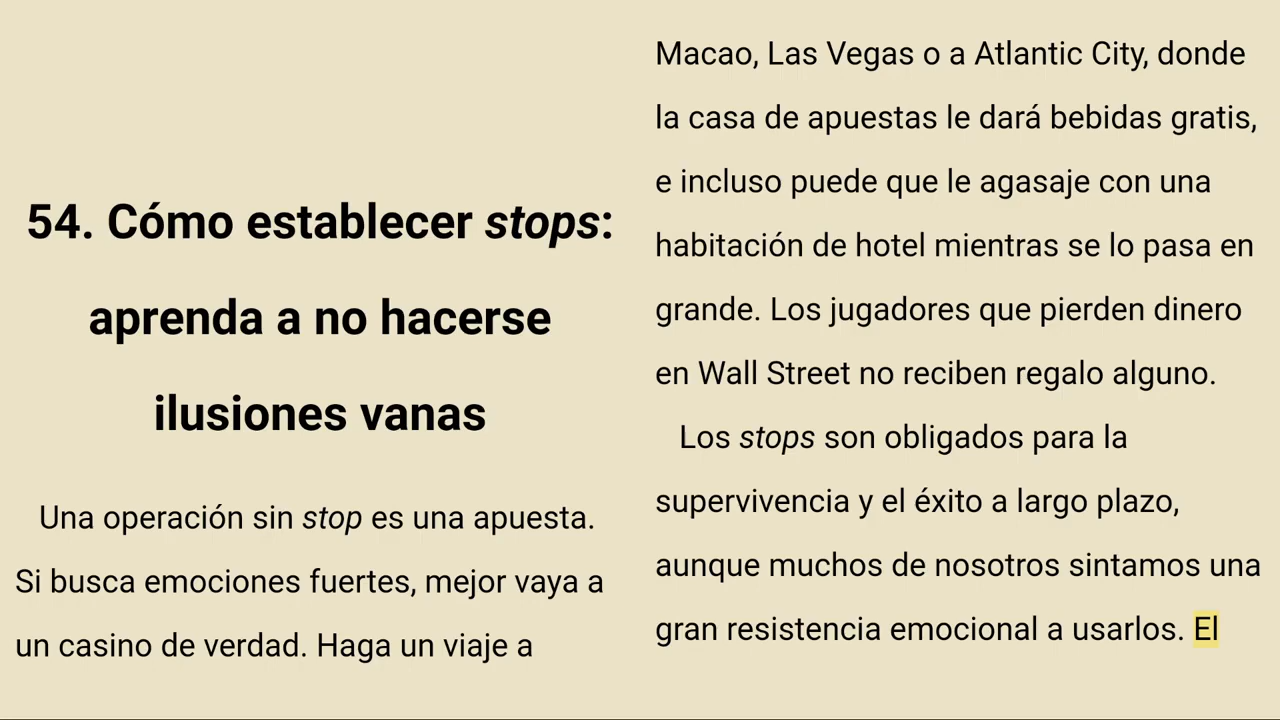 54. Cómo establecer stops:
aprenda a no hacerse
ilusiones vanas
Una operación sin stop es una apuesta.
Si busca emociones fuertes, mejor vaya a
un casino de verdad. Haga un viaje a
Macao, Las Vegas o a Atlantic City, donde
la casa de apuestas le dará bebidas gratis,
e incluso puede que le agasaje con una
habitación de hotel mientras se lo pasa en
grande. Los jugadores que pierden dinero
en Wall Street no reciben regalo alguno.
Los stops son obligados para la
supervivencia y el éxito a largo plazo,
aunque muchos de nosotros sintamos una
gran resistencia emocional a usarlos. El